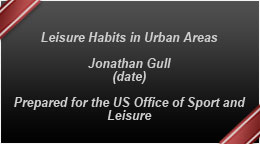 Leisure Habits in Urban Areas
Jonathan Gull
(date)
Prepared for the US Office of Sport and
Leisure